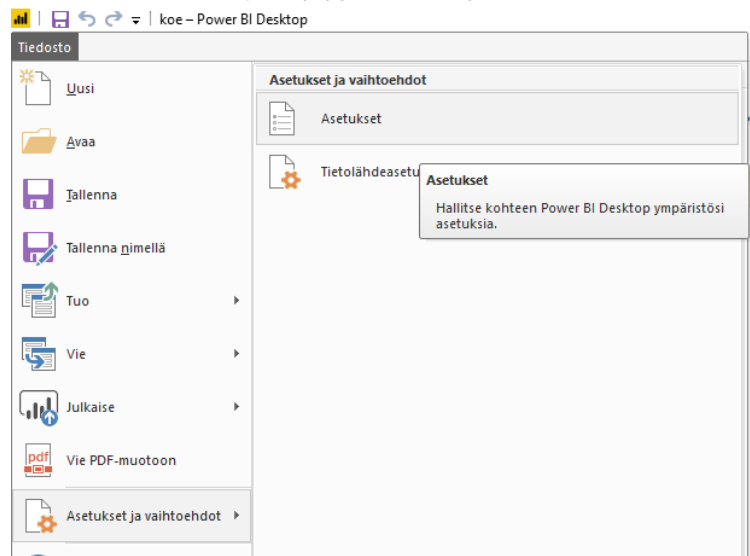 koe – Power BI Desktop
Tiedosto
Uusi
Avaa
Tallenna
Tallenna nimellä
Tuo
Vie
Julkaise
pdf
Vie PDF-muotoon
Asetukset ja vaihtoehdot
Asetukset ja vaihtoehdot
Asetukset
Asetukset
Hallitse kohteen Power BI Desktop ympäristösi
asetuksia.